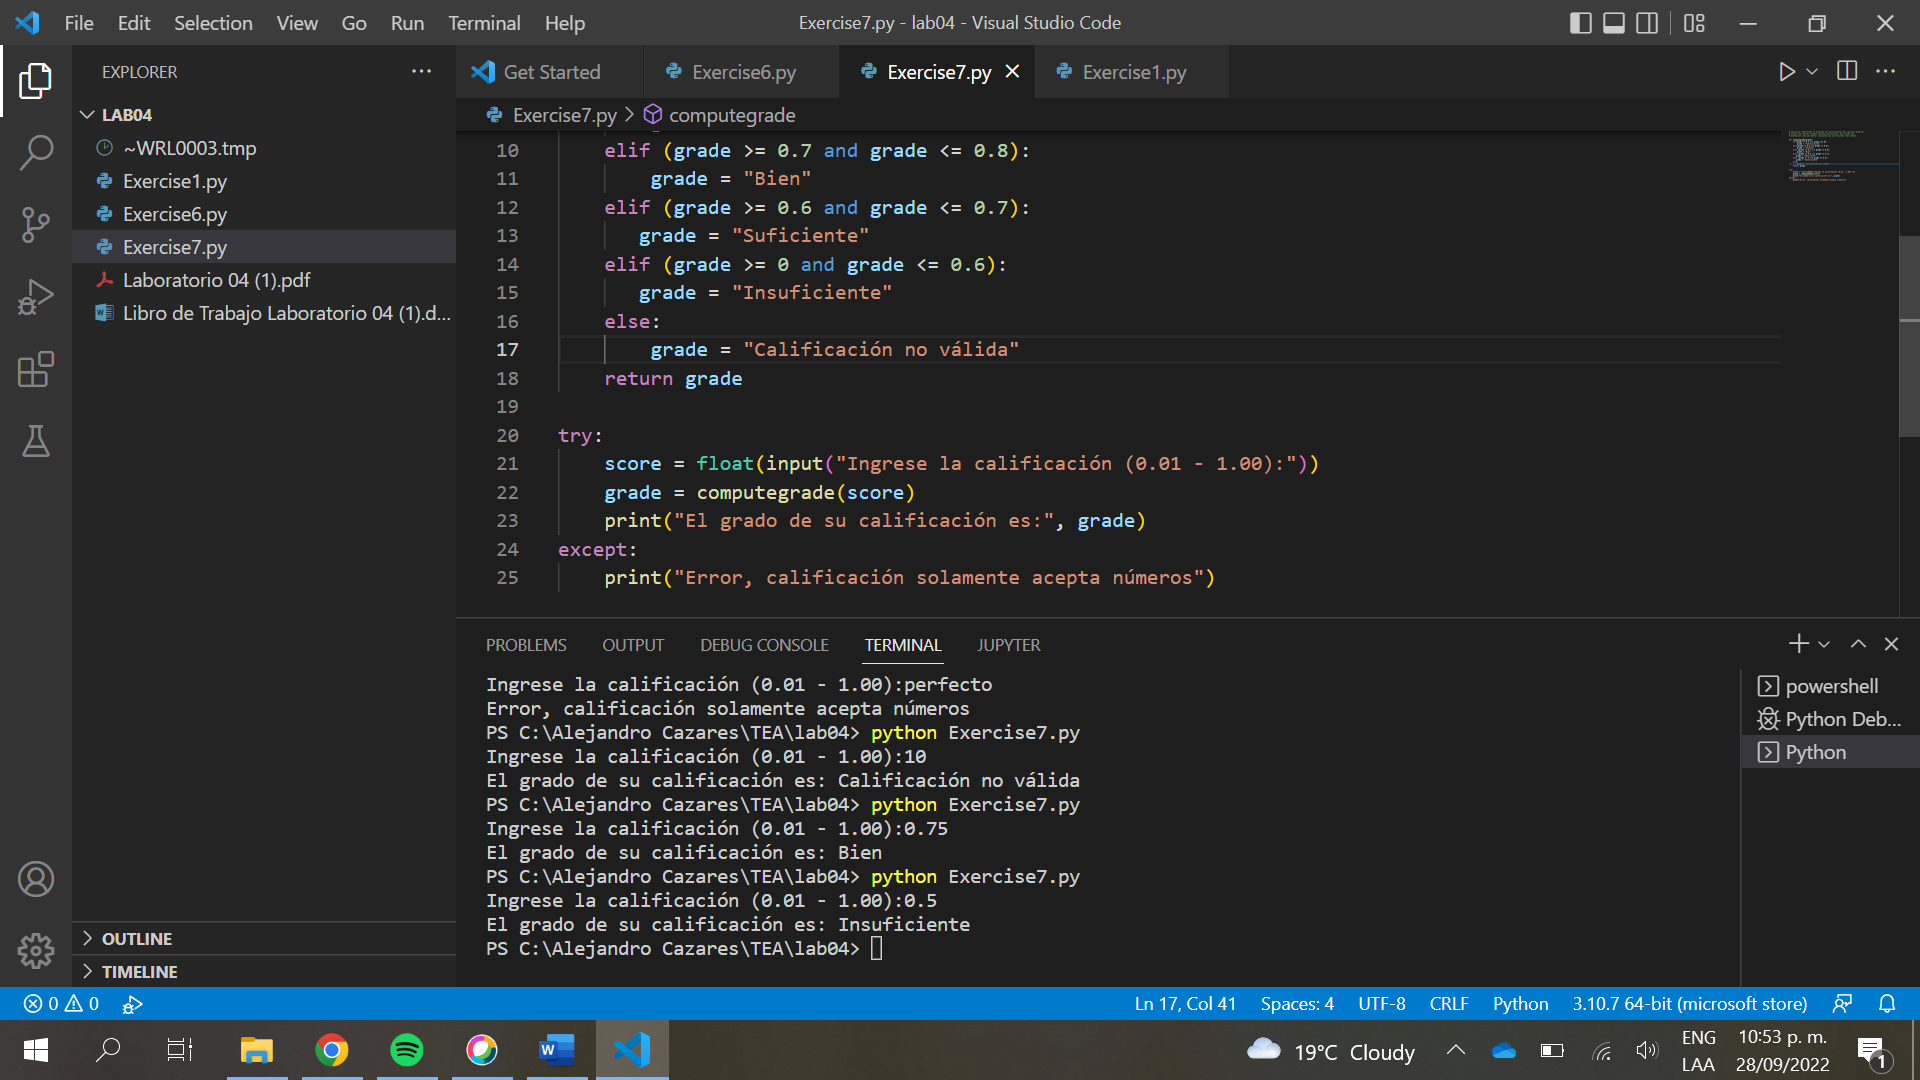 File Edit Selection View Go Run Terminal Help
Exercise7.py - lab04 - Visual Studio Code
EXPLORER
LAB04
~WRL0003.tmp
Exercise1.py
Exercise6.py
Exercise7.py
Laboratorio 04 (1).pdf
Libro de Trabajo Laboratorio 04 (1).d...
OUTLINE
TIMELINE
Get Started Exercise6.py Exercise7.py Exercise1.py
Exercise7.py > computegrade
10 elif (grade >= 0.7 and grade <= 0.8):
11 grade = "Bien"
12 elif (grade >= 0.6 and grade <= 0.7):
13 grade = "Suficiente"
14 elif (grade >= 0 and grade <= 0.6):
15 grade = "Insuficiente"
16 else:
17 grade = "Calificación no válida"
18 return grade
19
20 try:
21 score = float(input("Ingrese la calificación (0.01 - 1.00):"))
22 grade = computegrade(score)
23 print("El grado de su calificación es:", grade)
24 except:
25 print("Error, calificación solamente acepta números")
PROBLEMS OUTPUT DEBUG CONSOLE TERMINAL JUPYTER
Ingrese la calificación (0.01 - 1.00):perfecto
Error, calificación solamente acepta números
PS C:\Alejandro Cazares\TEA\lab04> python Exercise7.py
Ingrese la calificación (0.01 - 1.00):10
El grado de su calificación es: Calificación no válida
PS C:\Alejandro Cazares\TEA\lab04> python Exercise7.py
Ingrese la calificación (0.01 - 1.00):0.75
El grado de su calificación es: Bien
PS C:\Alejandro Cazares\TEA\lab04> python Exercise7.py
Ingrese la calificación (0.01 - 1.00):0.5
El grado de su calificación es: Insuficiente
PS C:\Alejandro Cazares\TEA\lab04>
powershell
Python Deb...
Python
0 0
Ln 17, Col 41 Spaces: 4 UTF-8 CRLF Python 3.10.7 64-bit (microsoft store)
19°C Cloudy
ENG
LAA
10:53 p. m.
28/09/2022
1